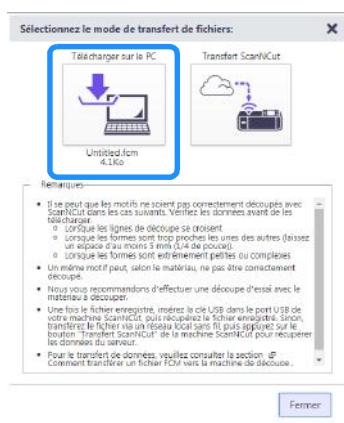 Sélectionnez le mode de transfert de fichiers:
Télécharger sur le PC
Transfert ScanNCut
Untitled.fcm
4.1Ko
Remarques
Il se peut que les motifs ne soient pas correctement découpés avec
ScanNCut dans les cas suivants. Vérifiez les données avant de les
télécharger.
Lorsque les lignes de découpe se croisent
Lorsque les formes sont trop proches les unes des autres (laissez
un espace d'au moins 5 mm (1/4 de pouce)).
Lorsque les formes sont extrêmement petites ou complexes
Un même motif peut, selon le matériau, ne pas être correctement
découpé.
Nous vous recommandons d'effectuer une découpe d'essai avec le
matériau à découper.
Une fois le fichier enregistré, insérez la clé USB dans le port USB de
votre machine ScanNCut, puis récupérez le fichier enregistré. Sinon,
transférez le fichier via un réseau local sans fil, puis appuyez sur le
bouton "Transfert ScanNCut" de la machine ScanNCut pour récupérer
les données du serveur.
Pour le transfert de données, veuillez consulter la section
Comment transférer un fichier FCM vers la machine de découpe .
Fermer